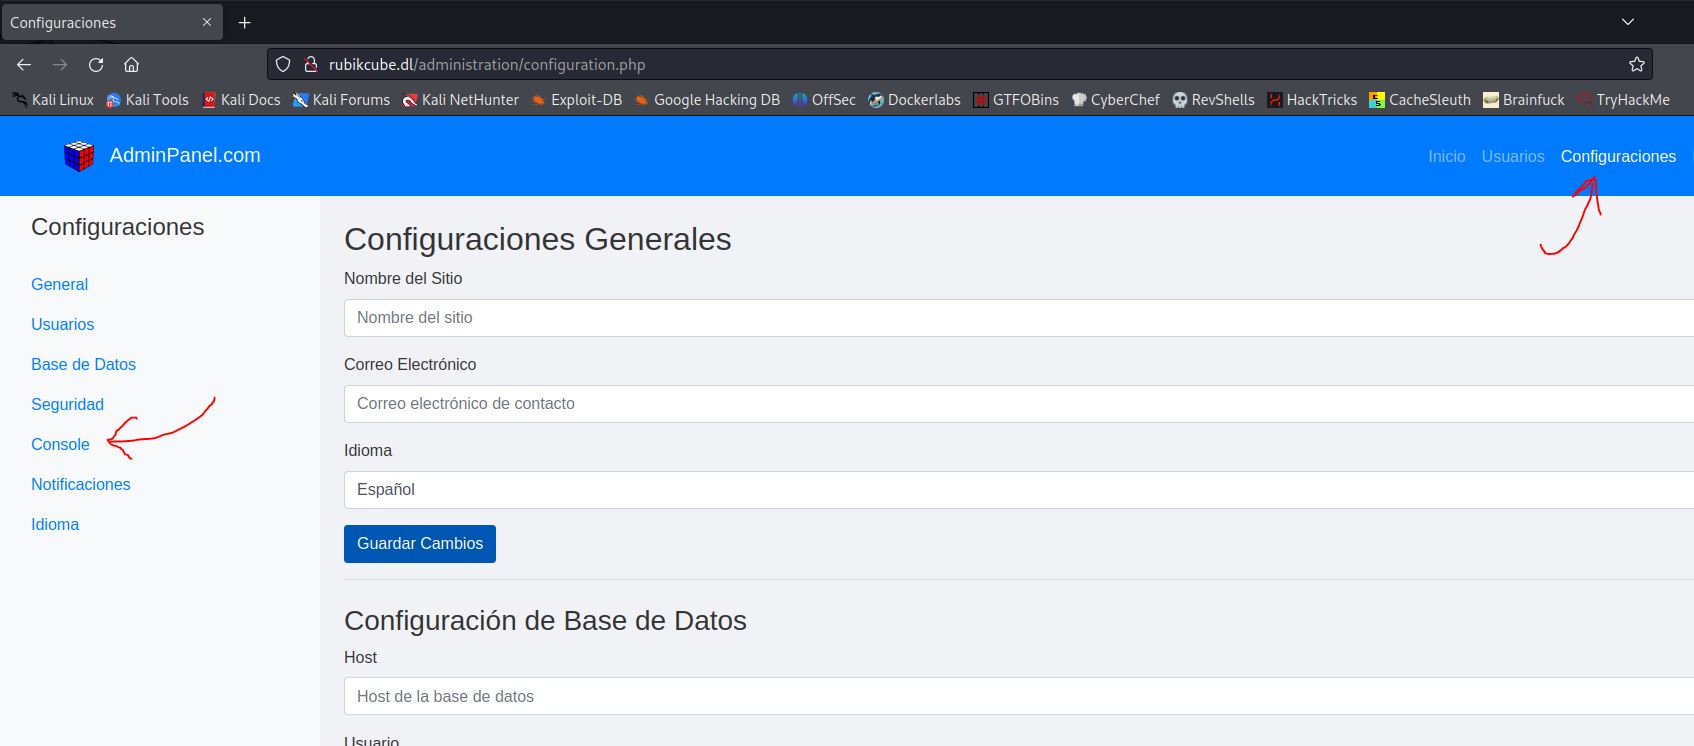 Configuraciones
rubikcube.dl/administration/configuration.php
Kali Linux Kali Tools Kali Docs Kali Forums Kali NetHunter Exploit-DB Google Hacking DB OffSec Dockerlabs GTFOBins CyberChef RevShells HackTricks CacheSleuth Brainfuck TryHackMe
AdminPanel.com Inicio Usuarios Configuraciones
Configuraciones
General
Usuarios
Base de Datos
Seguridad
Console
Notificaciones
Idioma
Configuraciones Generales
Nombre del Sitio
Nombre del sitio
Correo Electrónico
Correo electrónico de contacto
Idioma
Español
Guardar Cambios
Configuración de Base de Datos
Host
Host de la base de datos
Usuario